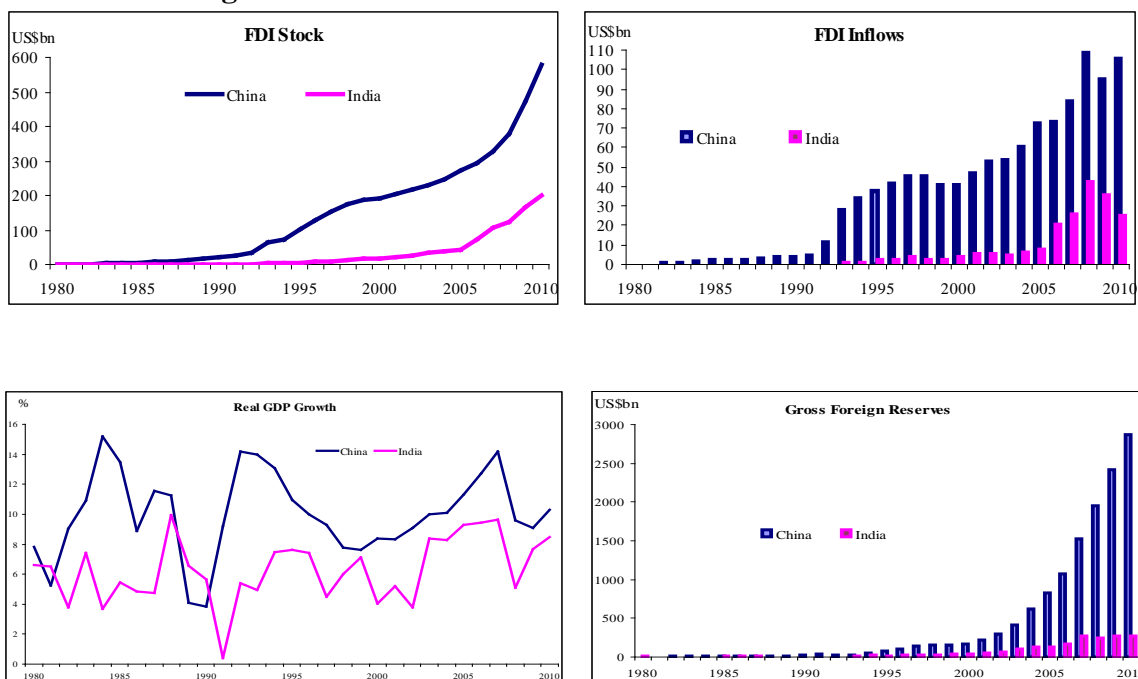 FDI Stock
US$bn
600
500
400
300
200
100
0
China India
1980 1985 1990 1995 2000 2005 2010
FDI Inflows
US$bn
110
100
90
80
70
60
50
40
30
20
10
0
China India
1980 1985 1990 1995 2000 2005 2010
Real GDP Growth
%
16
14
12
10
8
6
4
2
0
China India
1980 1985 1990 1995 2000 2005 2010
Gross Foreign Reserves
US$bn
3000
2500
2000
1500
1000
500
0
China India
1980 1985 1990 1995 2000 2005